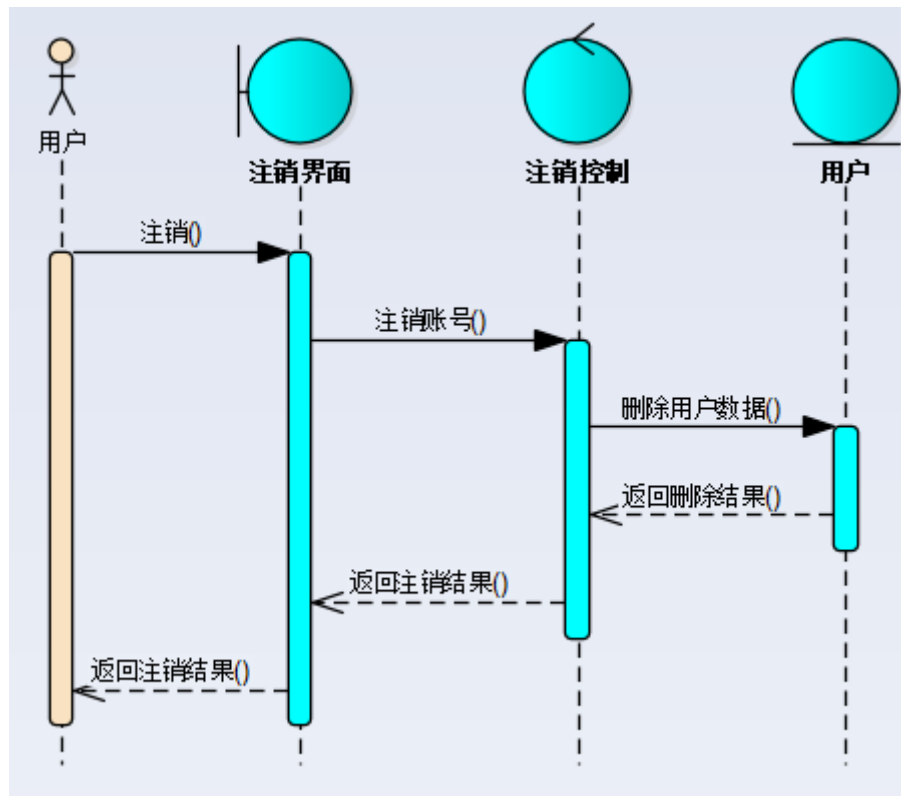 用户
注销界面
注销控制
用户
注销()
注销账号()
删除用户数据()
返回删除结果()
返回注销结果()
返回注销结果()